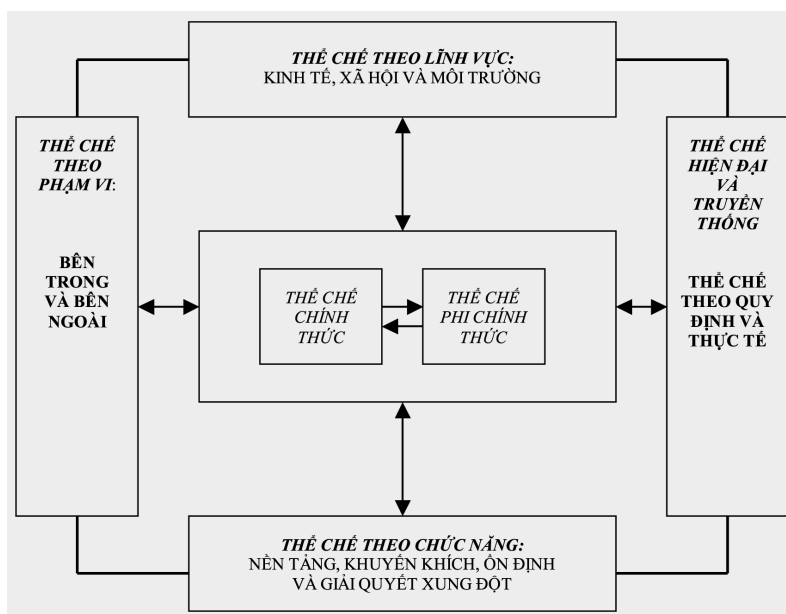 THỂ CHẾ THEO LĨNH VỰC:
KINH TẾ, XÃ HỘI VÀ MÔI TRƯỜNG
THỂ CHẾ
THEO
PHẠM VI:
BÊN
TRONG
VÀ BÊN
NGOÀI
THỂ CHẾ
CHÍNH
THỨC
THỂ CHẾ
PHI CHÍNH
THỨC
THỂ CHẾ
HIỆN ĐẠI
VÀ
TRUYỀN
THỐNG
THỂ CHẾ
THEO QUY
ĐỊNH VÀ
THỰC TẾ
THỂ CHẾ THEO CHỨC NĂNG:
NỀN TẢNG, KHUYẾN KHÍCH, ỔN ĐỊNH
VÀ GIẢI QUYẾT XUNG ĐỘT